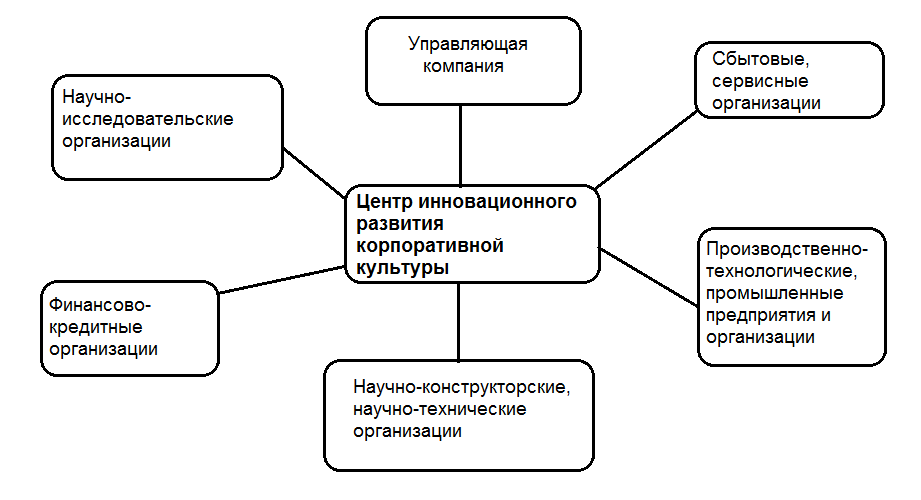 Управляющая
компания
Сбытовые,
сервисные
организации
Научно-
исследовательские
организации
Центр инновационного
развития
корпоративной
культуры
Производственно-
технологические,
промышленные
предприятия и
организации
Финансово-
кредитные
организации
Научно-конструкторские,
научно-технические
организации